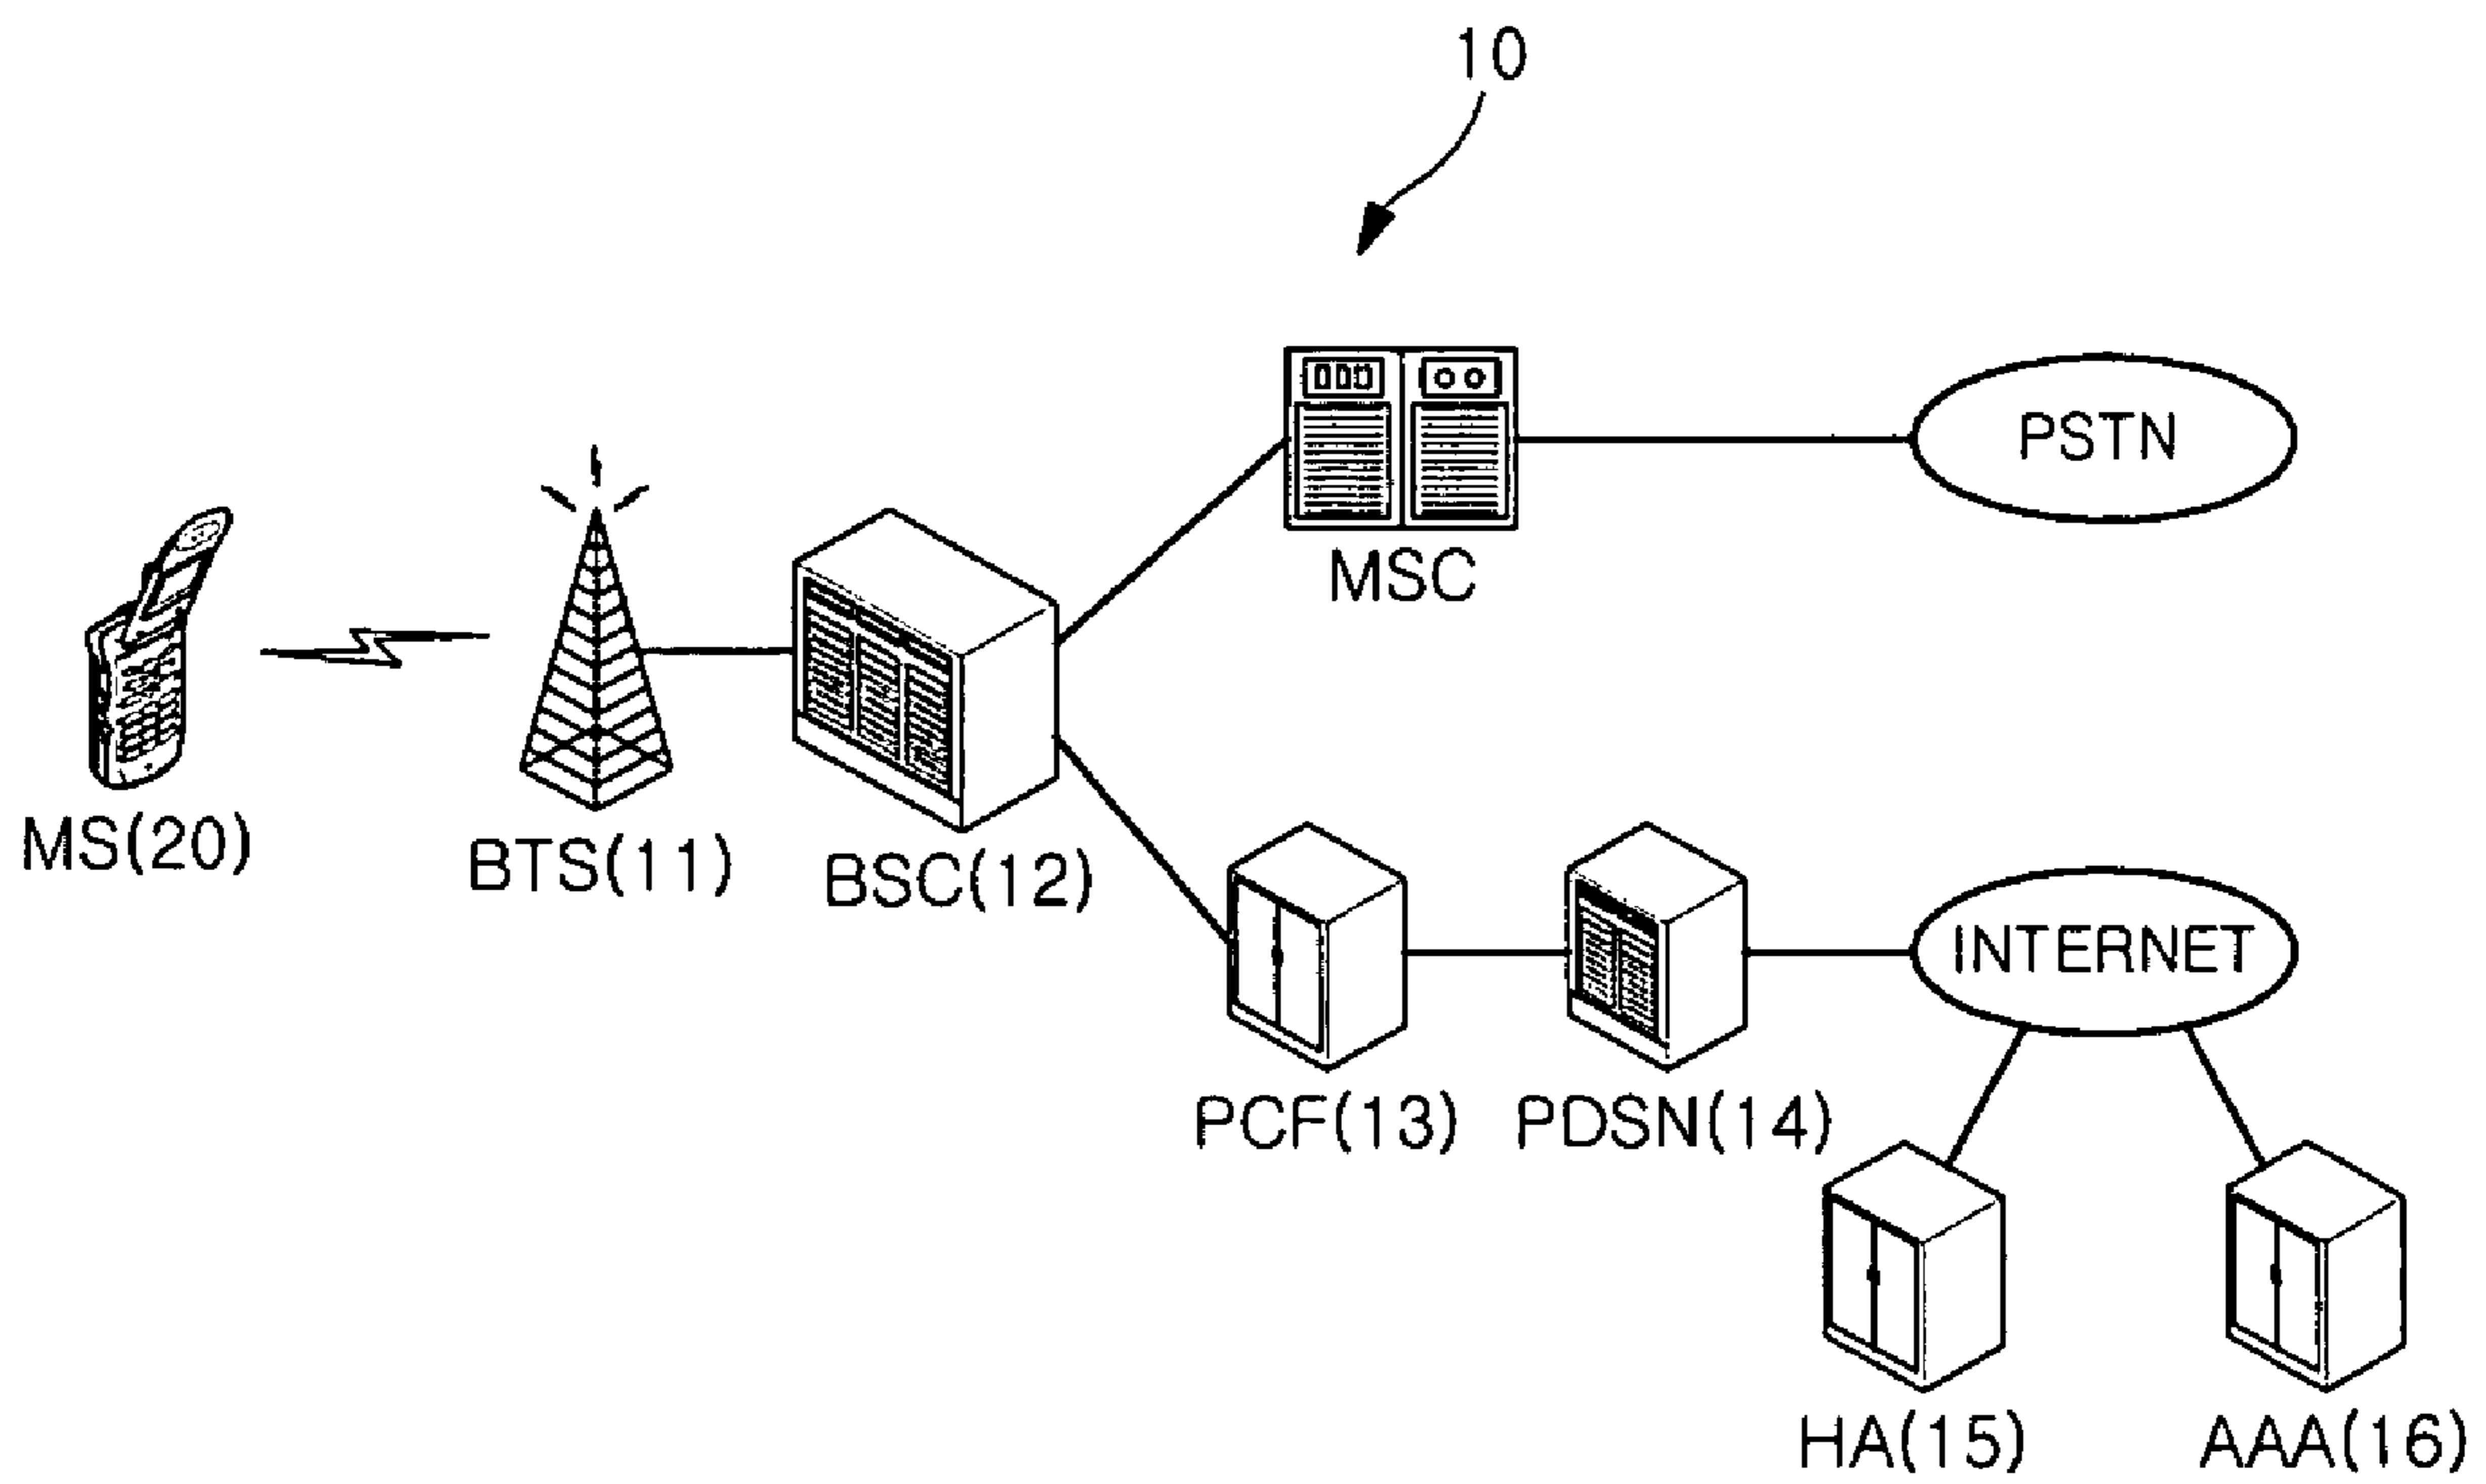 10
PSTN
MSC
MS(20)
BTS(11)
BSC(12)
INTERNET
PCF(13)
PDSN(14)
HA(15)
AAA(16)